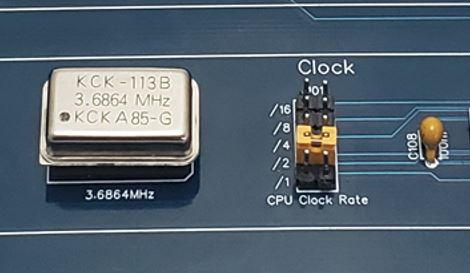 KCK-113B
3.6864 MHz
KCKA85-G
3.6864MHz
Clock
/16
/8
/4
/2
/1
CPU Clock Rate
C108